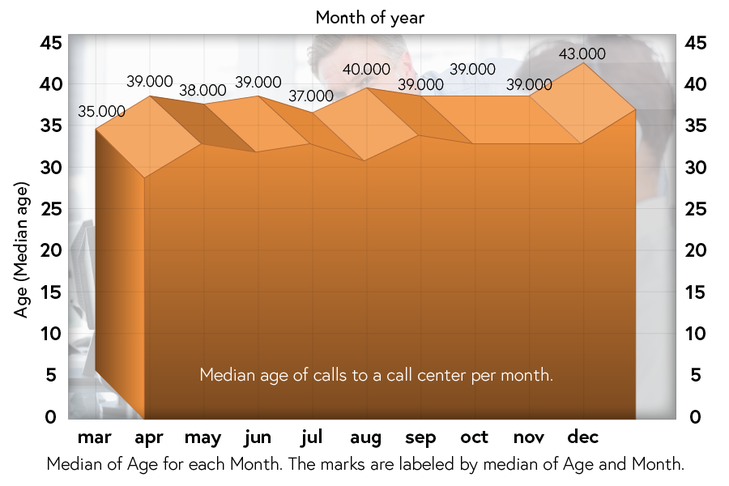 Month of year
45 45
40 40
35 35
30 30
25 25
20 20
15 15
10 10
5 5
0 0
Age (Median age)
35.000 39.000 38.000 39.000 37.000 40.000 39.000 39.000 39.000 43.000
Median age of calls to a call center per month.
mar apr may jun jul aug sep oct nov dec
Median of Age for each Month. The marks are labeled by median of Age and Month.